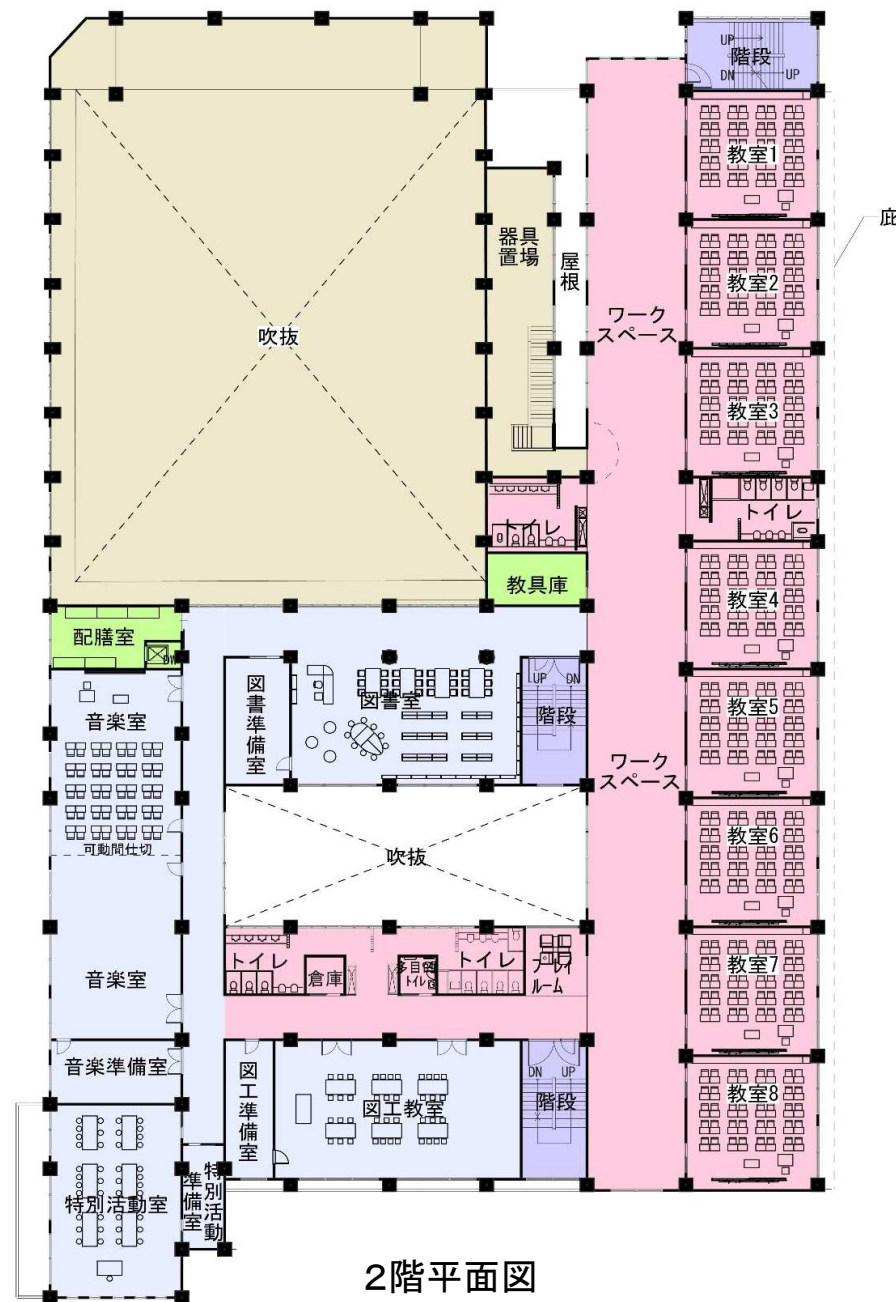 UP
階段
DN
UP
教室1
庇
器具
置場
屋根
教室2
ワーク
スペース
吹抜
教室3
トイレ
トイレ
教具庫
教室4
配膳室
DW
図書準備室
図書室
UP
DN
階段
音楽室
教室5
ワーク
スペース
可動間仕切
吹抜
教室6
トイレ
倉庫
多目的
トイレ
トイレ
プレイ
ルーム
教室7
音楽室
音楽準備室
図工準備室
図工教室
DN
UP
階段
教室8
特別活動室
特別活動
準備室
2階平面図